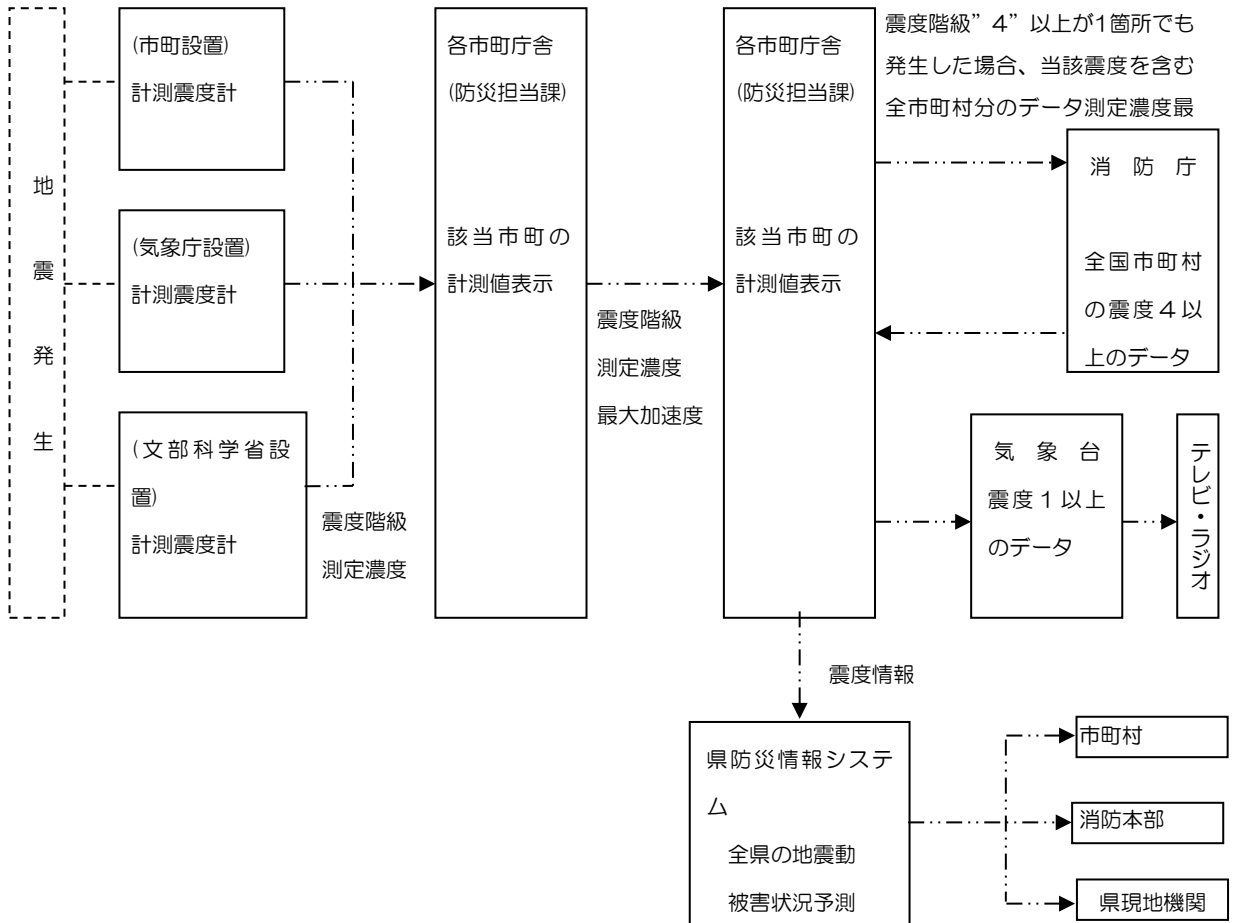 地震発生
(市町設置)
計測震度計
(気象庁設置)
計測震度計
(文部科学省設
置)
計測震度計
震度階級
測定濃度
各市町庁舎
(防災担当課)
該当市町の
計測値表示
震度階級
測定濃度
最大加速度
各市町庁舎
(防災担当課)
該当市町の
計測値表示
震度階級”4”以上が1箇所でも
発生した場合、当該震度を含む
全市町村分のデータ測定濃度最
消防庁
全国市町村
の震度4以
上のデータ
気象台
震度1以上
のデータ
テレビ・ラジオ
震度情報
県防災情報システ
ム
全県の地震動
被害状況予測
市町村
消防本部
県現地機関